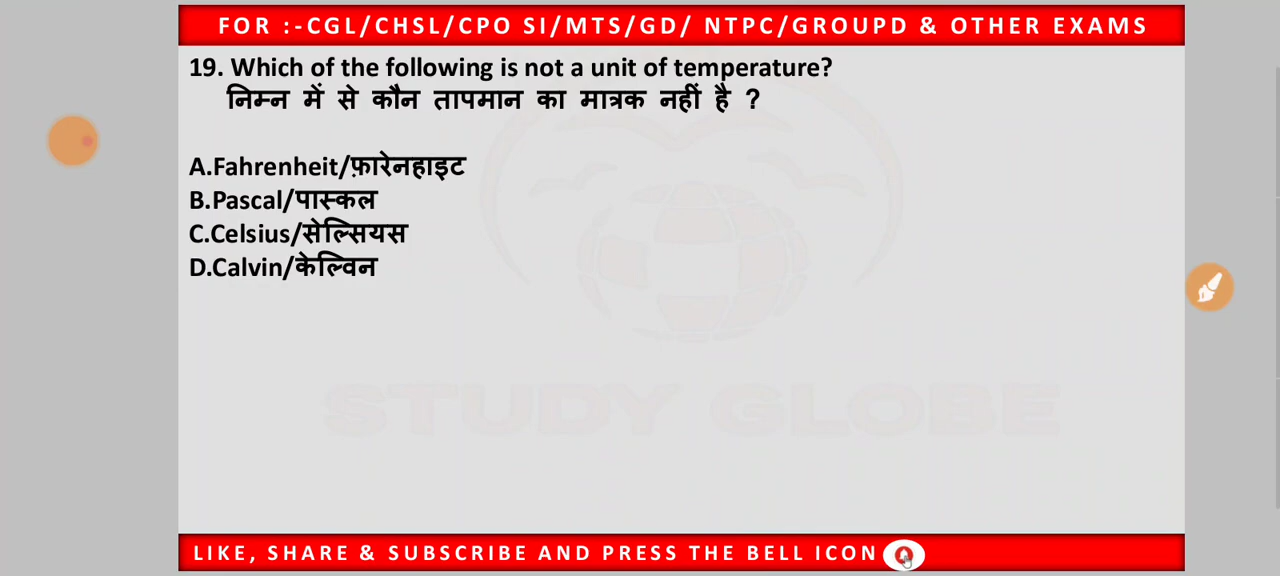 FOR :-CGL/CHSL/CPO SI/MTS/GD/ NTPC/GROUPD & OTHER EXAMS
19. Which of the following is not a unit of temperature?
निम्न में से कौन तापमान का मात्रक नहीं है ?
A.Fahrenheit/फ़ारेनहाइट
B.Pascal/पास्कल
C.Celsius/सेल्सियस
D.Calvin/केल्विन
STUDY GLOBE
LIKE, SHARE & SUBSCRIBE AND PRESS THE BELL ICON